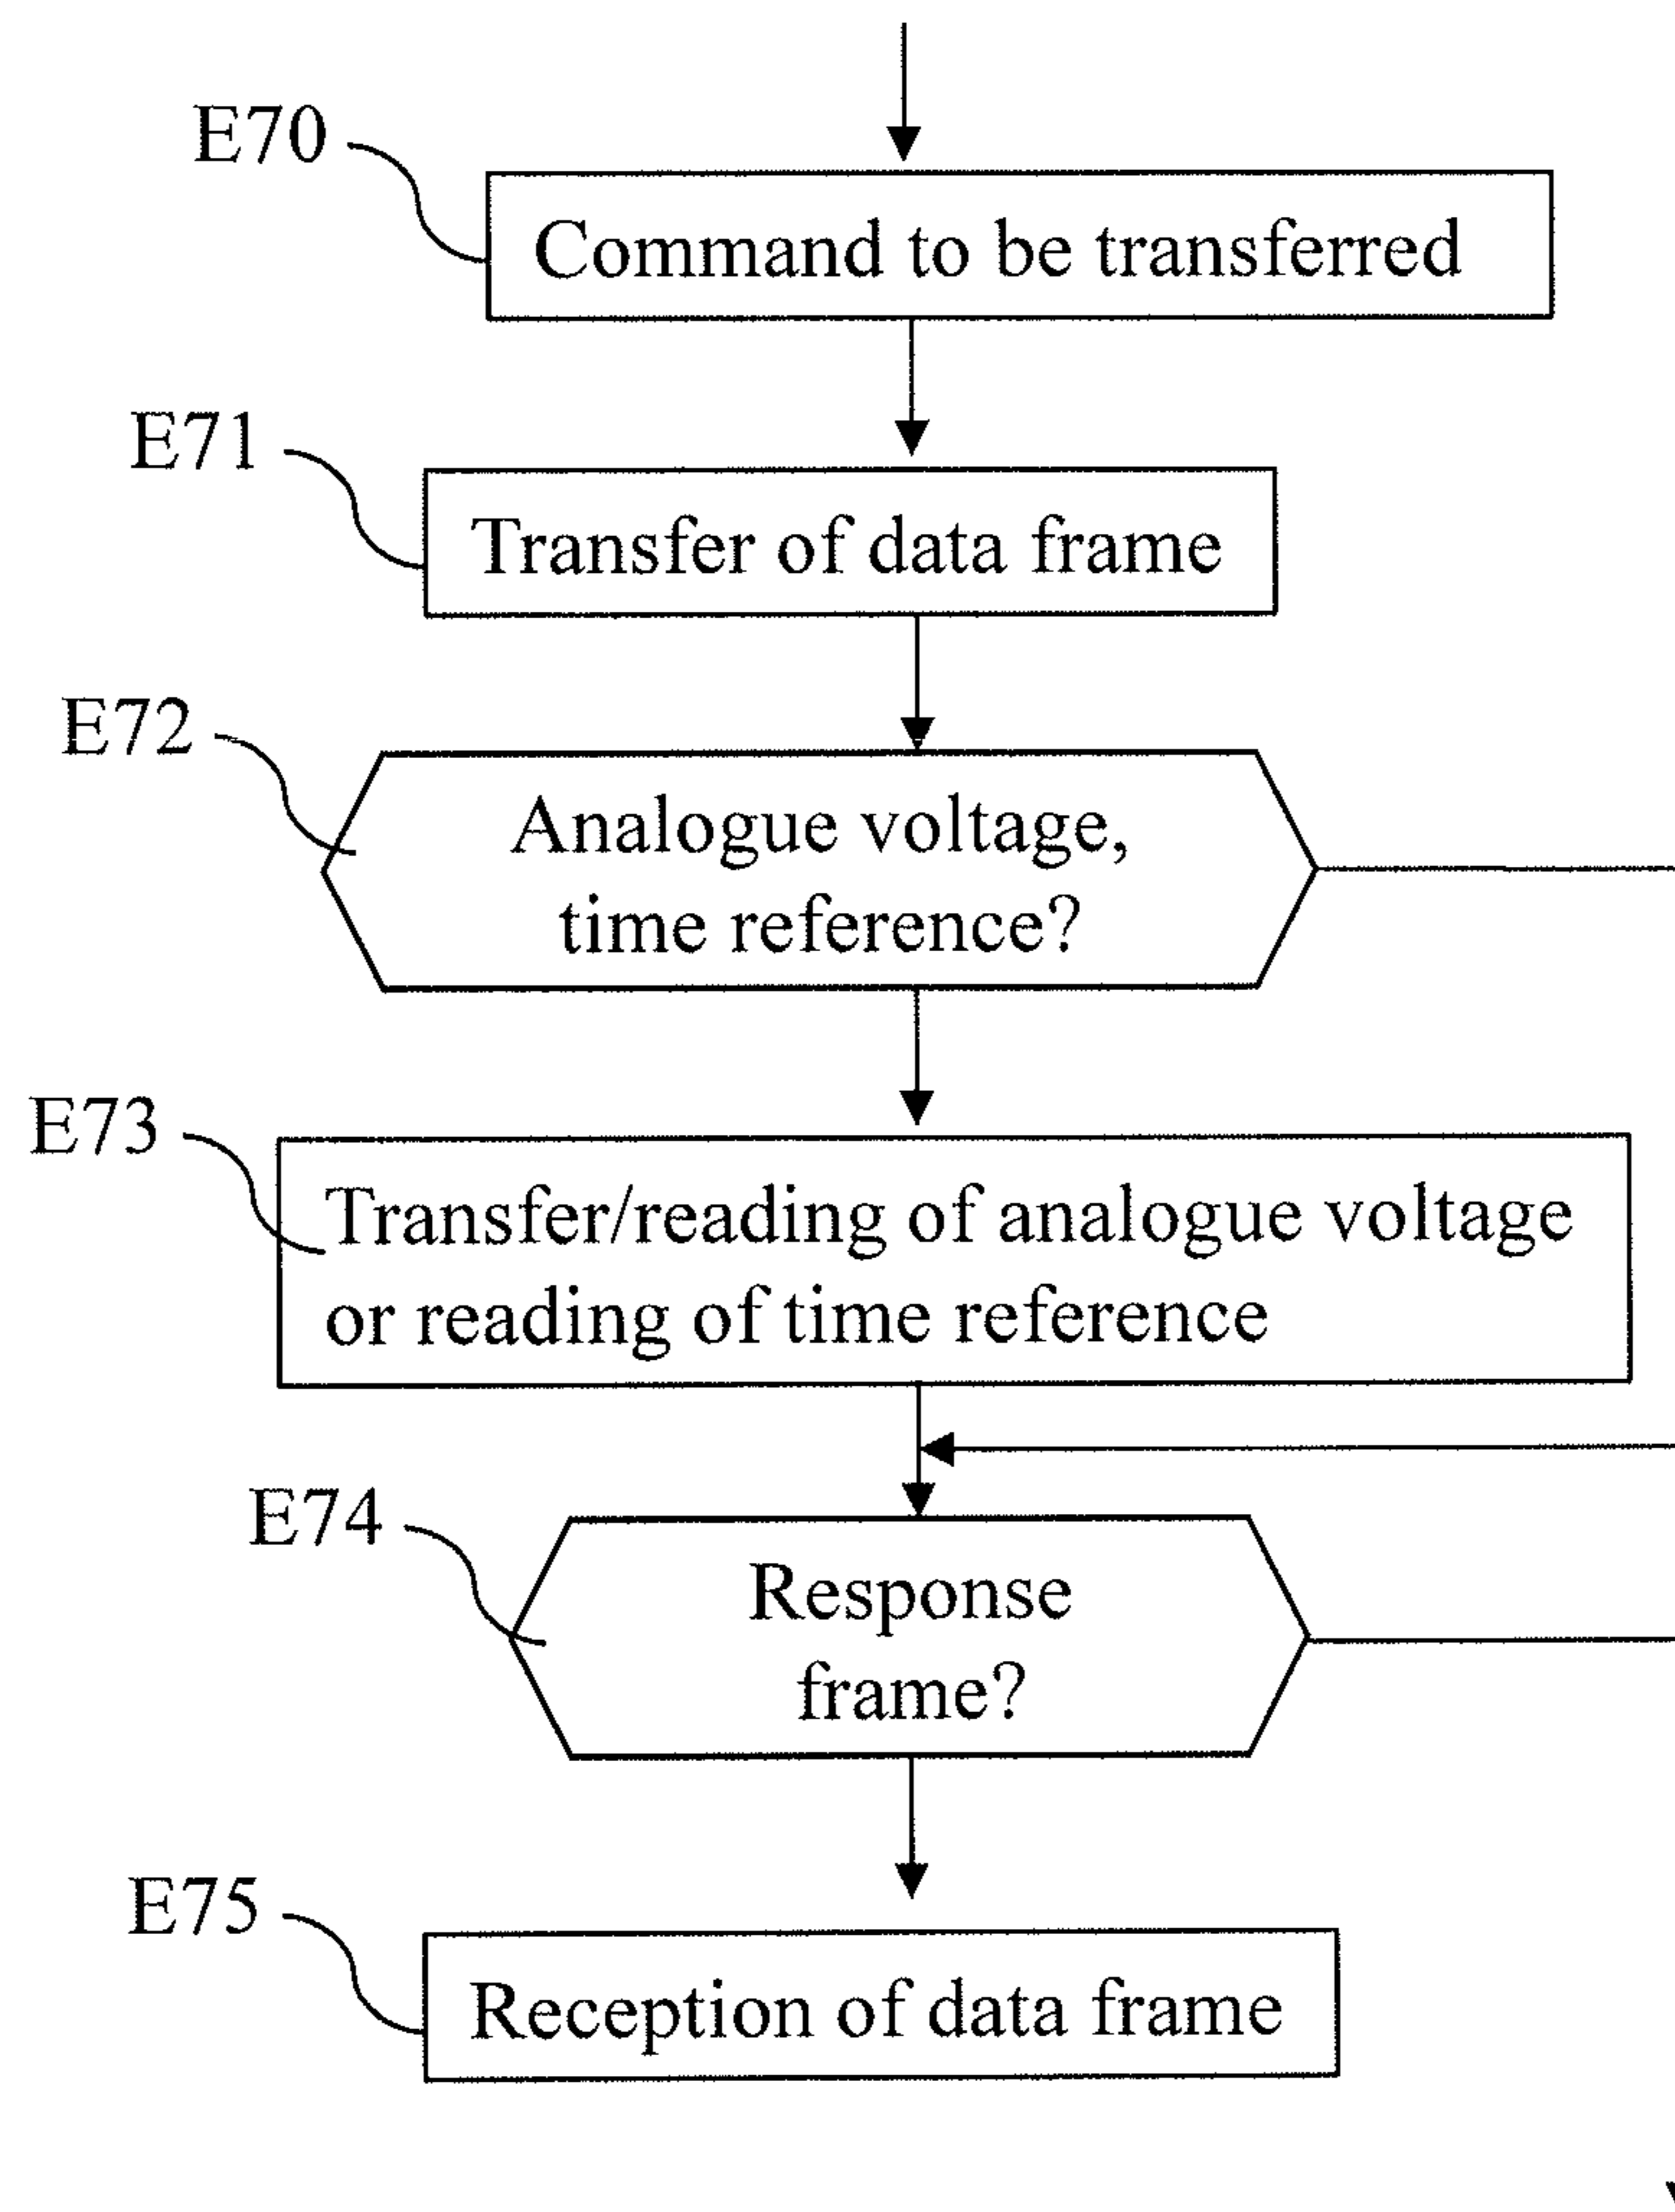 E70
Command to be transferred
E71
Transfer of data frame
E72
Analogue voltage,
time reference?
E73
Transfer/reading of analogue voltage
or reading of time reference
E74
Response
frame?
E75
Reception of data frame